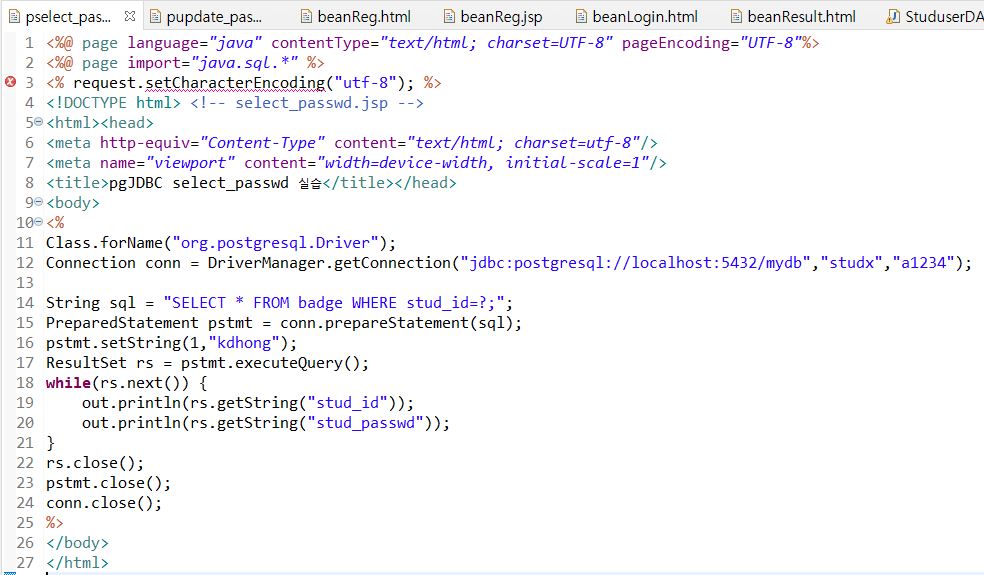 pselect_pas... pupdate_pas... beanReg.html beanReg.jsp beanLogin.html beanResult.html StuduserDA
1 <%@ page language="java" contentType="text/html; charset=UTF-8" pageEncoding="UTF-8"%>
2 <%@ page import="java.sql.*" %>
3 <% request.setCharacterEncoding("utf-8"); %>
4 <!DOCTYPE html> <!-- select_passwd.jsp -->
5 <html><head>
6 <meta http-equiv="Content-Type" content="text/html; charset=utf-8"/>
7 <meta name="viewport" content="width=device-width, initial-scale=1"/>
8 <title>pgJDBC select_passwd 실습</title></head>
9 <body>
10 <%
11 Class.forName("org.postgresql.Driver");
12 Connection conn = DriverManager.getConnection("jdbc:postgresql://localhost:5432/mydb","studx","a1234");
13
14 String sql = "SELECT * FROM badge WHERE stud_id=?;";
15 PreparedStatement pstmt = conn.prepareStatement(sql);
16 pstmt.setString(1,"kdhong");
17 ResultSet rs = pstmt.executeQuery();
18 while(rs.next()) {
19 out.println(rs.getString("stud_id"));
20 out.println(rs.getString("stud_passwd"));
21 }
22 rs.close();
23 pstmt.close();
24 conn.close();
25 %>
26 </body>
27 </html>